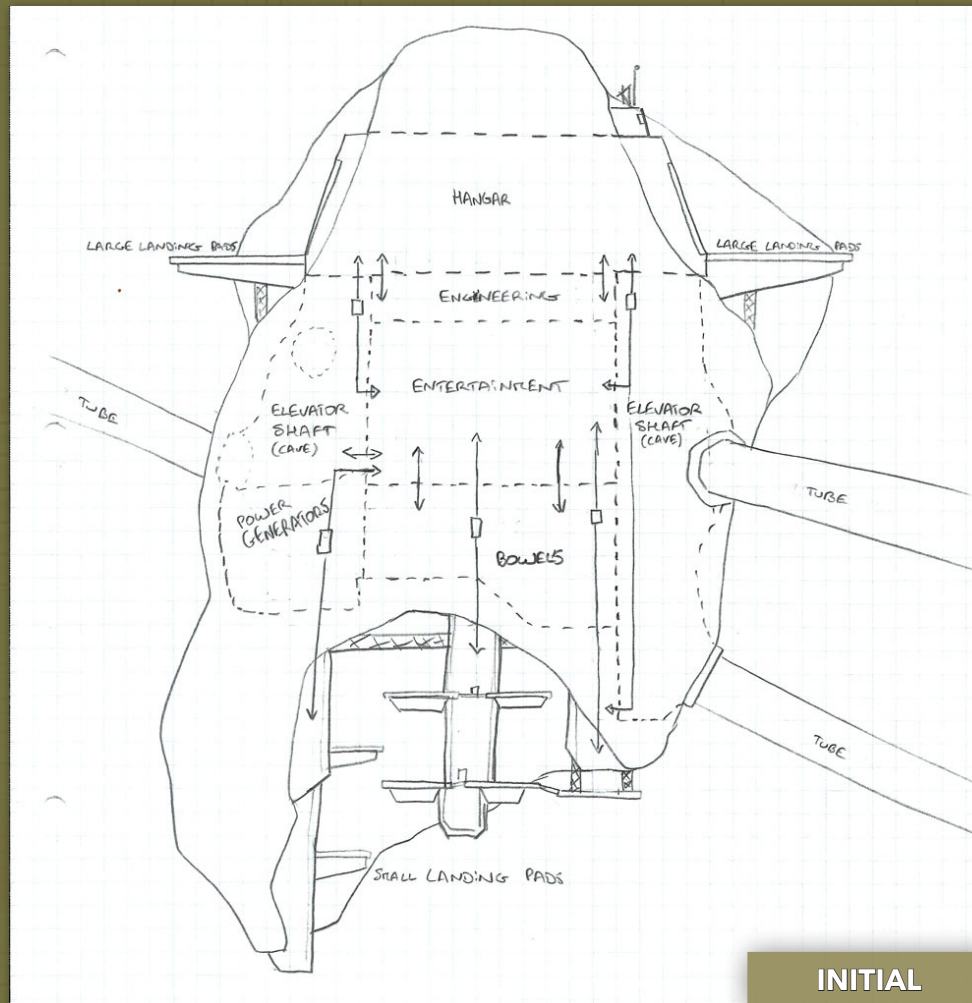 HANGAR
LARGE LANDING PADS
LARGE LANDING PADS
ENGINEERING
ENTERTAINMENT
TUBE
ELEVATOR
SHAFT
(CAVE)
ELEVATOR
SHAFT
(CAVE)
TUBE
POWER
GENERATORS
BOWELS
TUBE
SMALL LANDING PADS
INITIAL